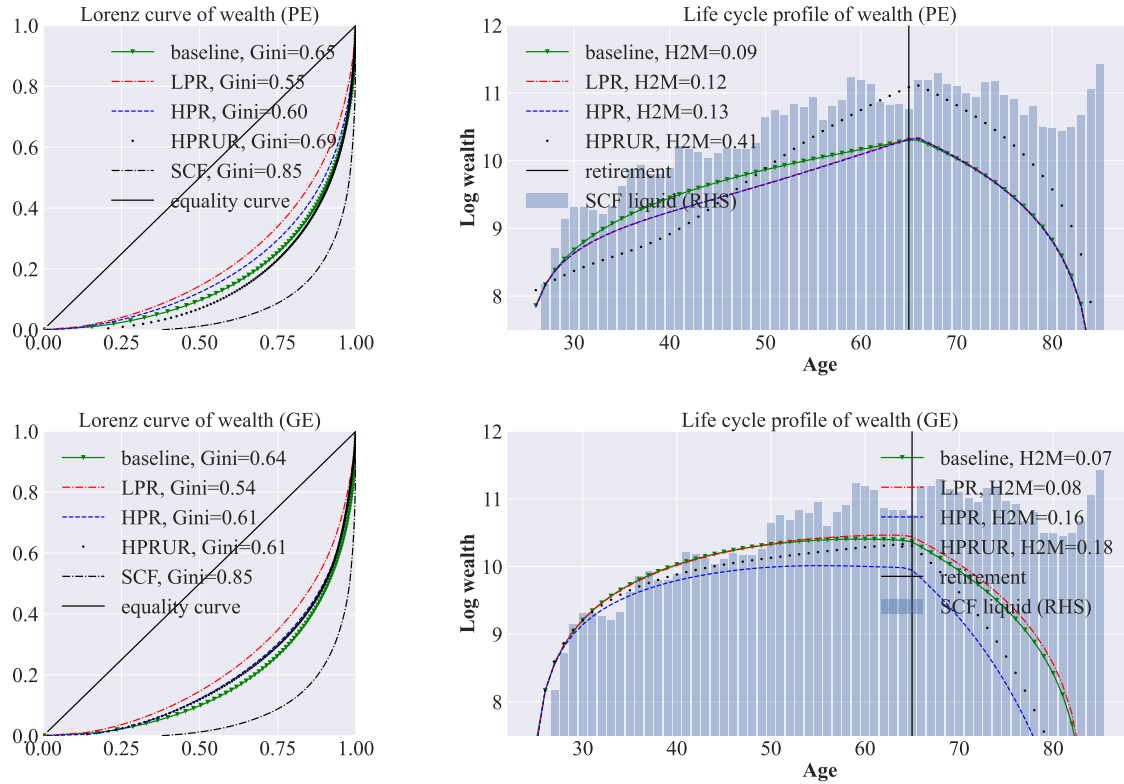 Lorenz curve of wealth (PE)
1.0
0.8
0.6
0.4
0.2
0.0
baseline, Gini=0.65
LPR, Gini=0.55
HPR, Gini=0.60
HPRUR, Gini=0.69
SCF, Gini=0.85
equality curve
0.00 0.25 0.50 0.75 1.00
Life cycle profile of wealth (PE)
12
11
10
9
8
Log wealth
baseline, H2M=0.09
LPR, H2M=0.12
HPR, H2M=0.13
HPRUR, H2M=0.41
retirement
SCF liquid (RHS)
30 40 50 60 70 80
Age
Lorenz curve of wealth (GE)
1.0
0.8
0.6
0.4
0.2
0.0
baseline, Gini=0.64
LPR, Gini=0.54
HPR, Gini=0.61
HPRUR, Gini=0.61
SCF, Gini=0.85
equality curve
0.00 0.25 0.50 0.75 1.00
Life cycle profile of wealth (GE)
12
11
10
9
8
Log wealth
baseline, H2M=0.07
LPR, H2M=0.08
HPR, H2M=0.16
HPRUR, H2M=0.18
retirement
SCF liquid (RHS)
30 40 50 60 70 80
Age